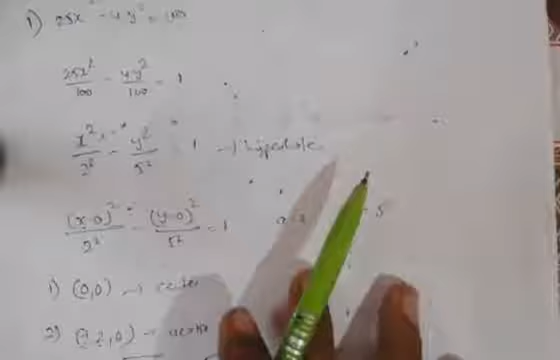 1) 25x² - 4y² = 100
25x²/100 - 4y²/100 = 1
x²/2² - y²/5² = 1 → Hyperbola
(x-0)²/2² - (y-0)²/5² = 1 a=2 5
1) (0,0) → center
2) (±2,0) →